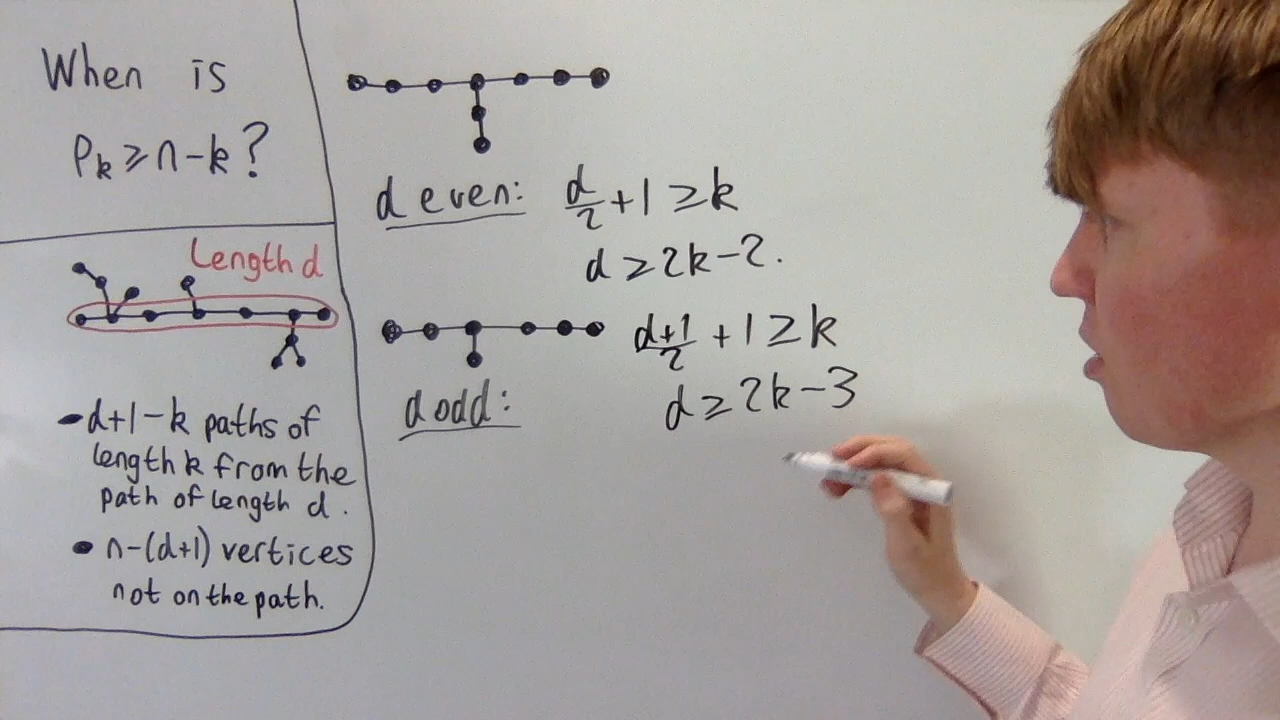 When is
Pk ≥ n-k?
Length d
• d+1-k paths of
length k from the
path of length d.
• n-(d+1) vertices
not on the path.
d even: d/2 + 1 ≥ k
d ≥ 2k-2.
d odd: (d+1)/2 + 1 ≥ k
d ≥ 2k-3